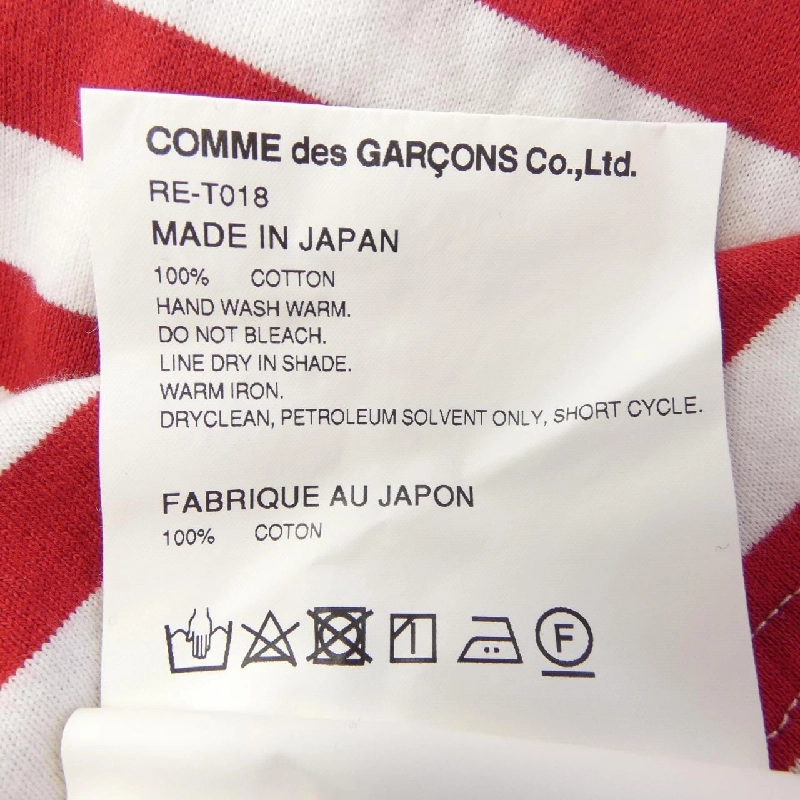 COMME des GARÇONS Co.,Ltd.
RE-T018
MADE IN JAPAN
100% COTTON
HAND WASH WARM.
DO NOT BLEACH.
LINE DRY IN SHADE.
WARM IRON.
DRYCLEAN, PETROLEUM SOLVENT ONLY, SHORT CYCLE.
FABRIQUE AU JAPON
100% COTON
F